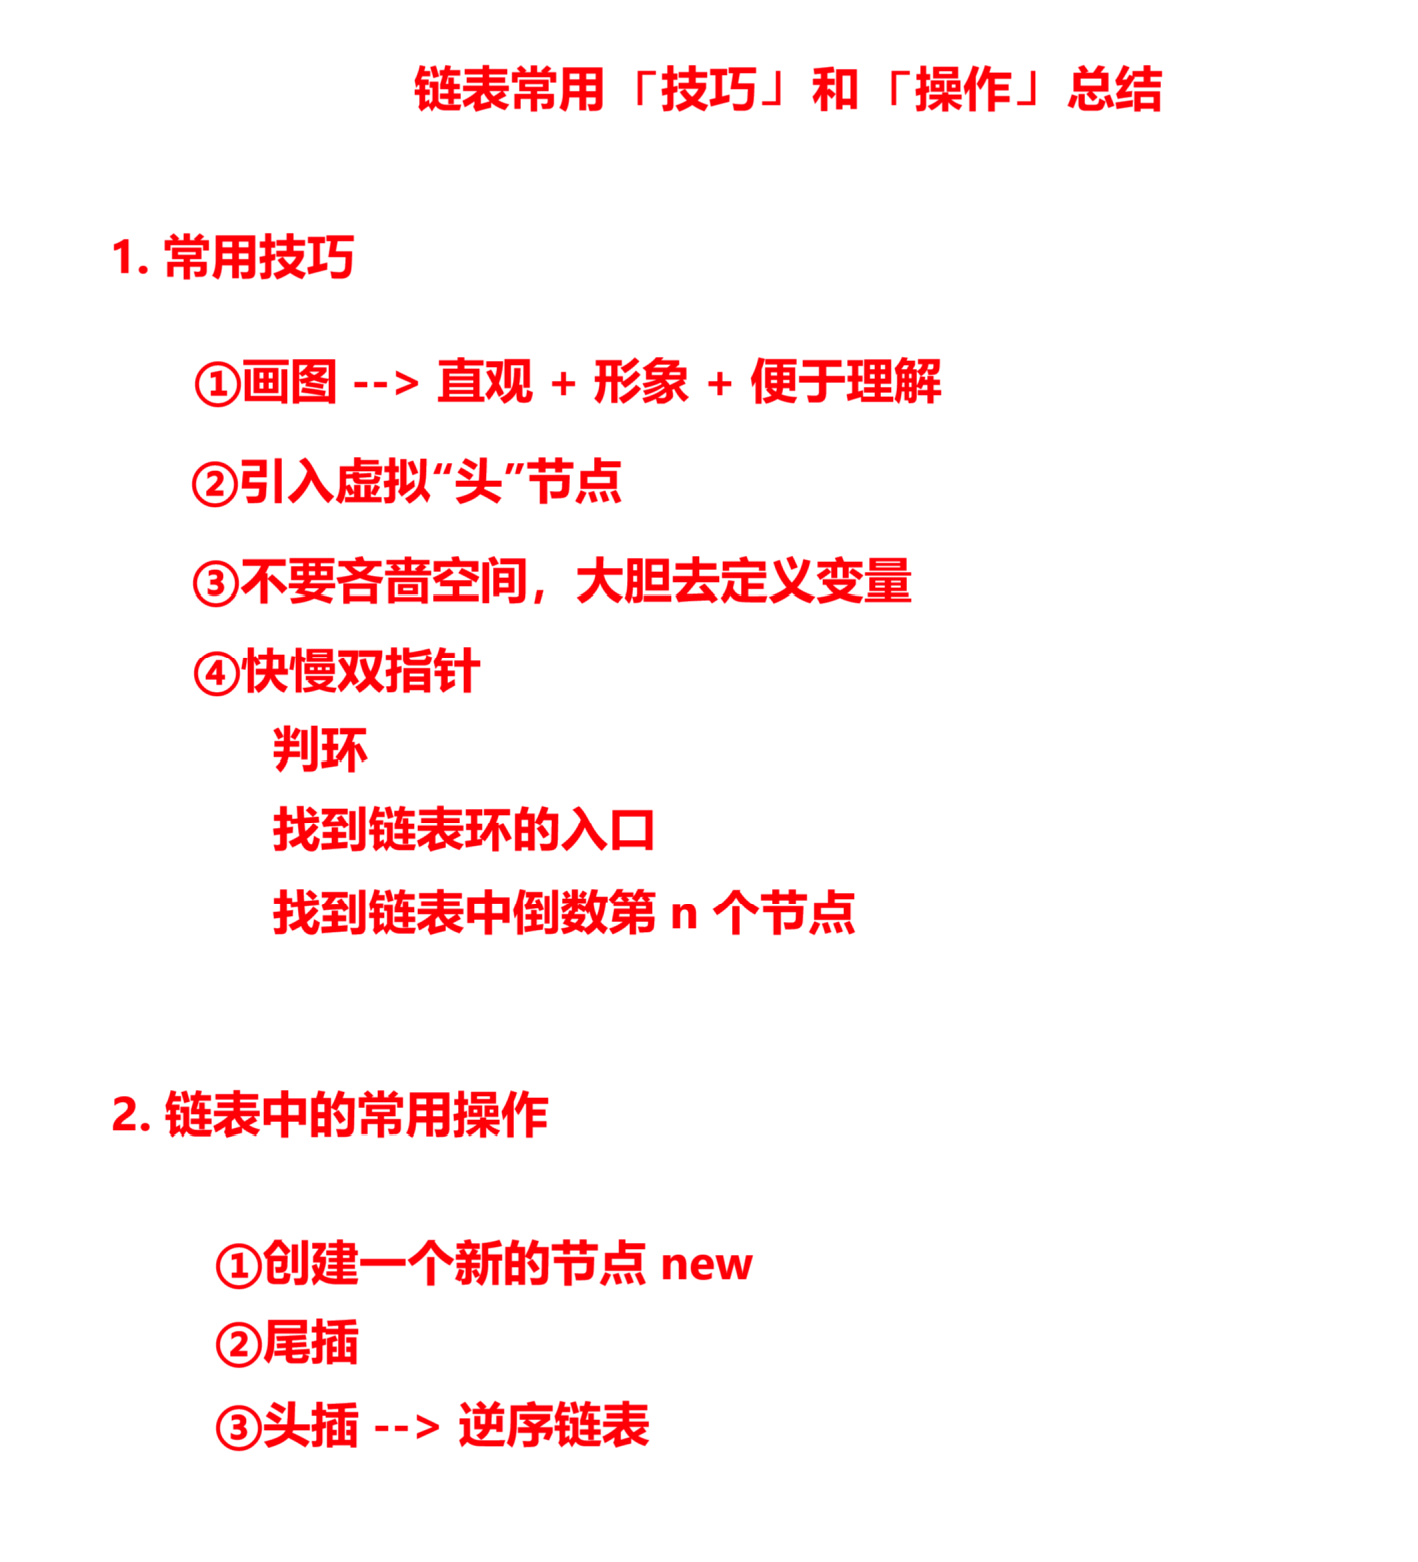 链表常用「技巧」和「操作」总结
1. 常用技巧
①画图 --> 直观 + 形象 + 便于理解
②引入虚拟“头”节点
③不要吝啬空间，大胆去定义变量
④快慢双指针
判环
找到链表环的入口
找到链表中倒数第 n 个节点
2. 链表中的常用操作
①创建一个新的节点 new
②尾插
③头插 --> 逆序链表